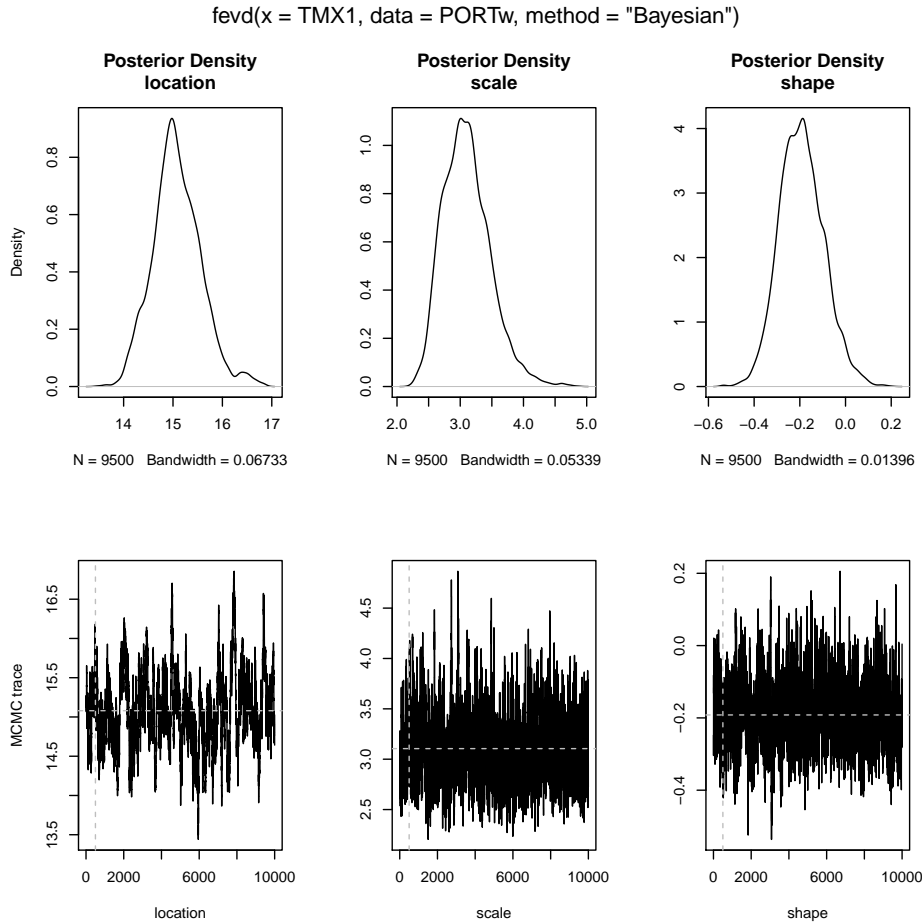 fevd(x = TMX1, data = PORTw, method = "Bayesian")
Posterior Density
location
Posterior Density
scale
Posterior Density
shape
Density
0.0 0.2 0.4 0.6 0.8
14 15 16 17
N = 9500 Bandwidth = 0.06733
0.0 0.2 0.4 0.6 0.8 1.0
2.0 3.0 4.0 5.0
N = 9500 Bandwidth = 0.05339
0 1 2 3 4
−0.6 −0.4 −0.2 0.0 0.2
N = 9500 Bandwidth = 0.01396
MCMC trace
13.5 14.5 15.5 16.5
0 2000 6000 10000
location
2.5 3.0 3.5 4.0 4.5
0 2000 6000 10000
scale
−0.4 −0.2 0.0 0.2
0 2000 6000 10000
shape